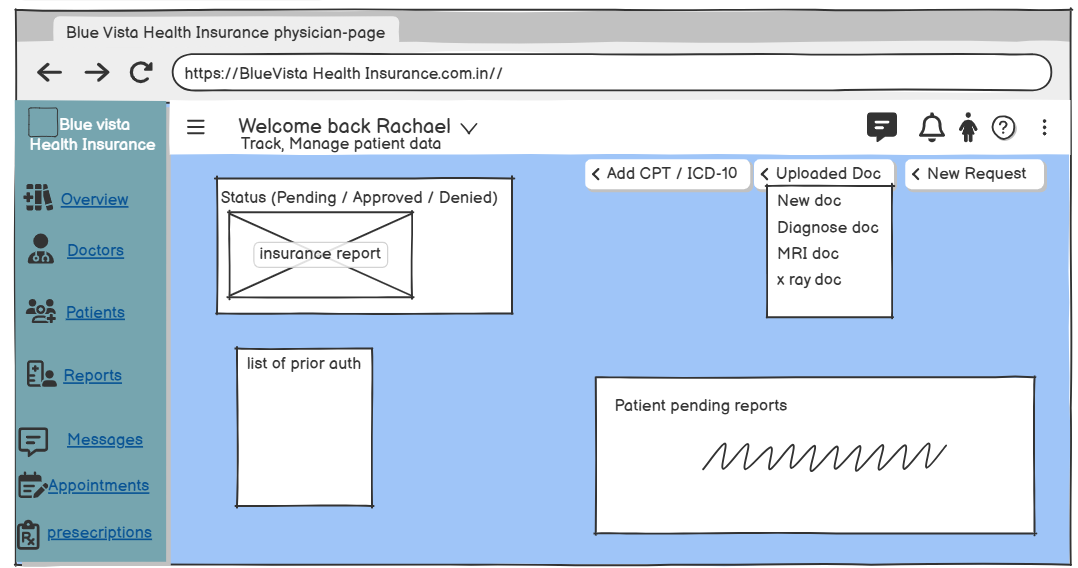 Blue Vista Health Insurance physician-page
https://BlueVista Health Insurance.com.in//
Blue vista
Health Insurance
Overview
Doctors
Patients
Reports
Messages
Appointments
presecriptions
Welcome back Rachael
Track, Manage patient data
?
Add CPT / ICD-10
Uploaded Doc
New Request
New doc
Diagnose doc
MRI doc
x ray doc
Status (Pending / Approved / Denied)
insurance report
list of prior auth
Patient pending reports